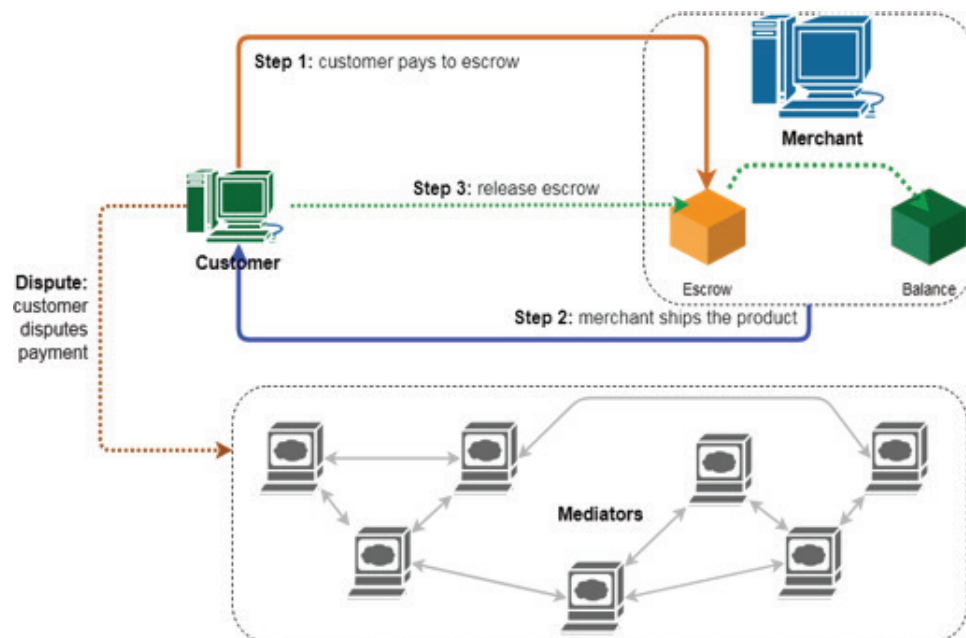 Step 1: customer pays to escrow
Merchant
Step 3: release escrow
Customer
Escrow
Balance
Dispute:
customer
disputes
payment
Step 2: merchant ships the product
Mediators